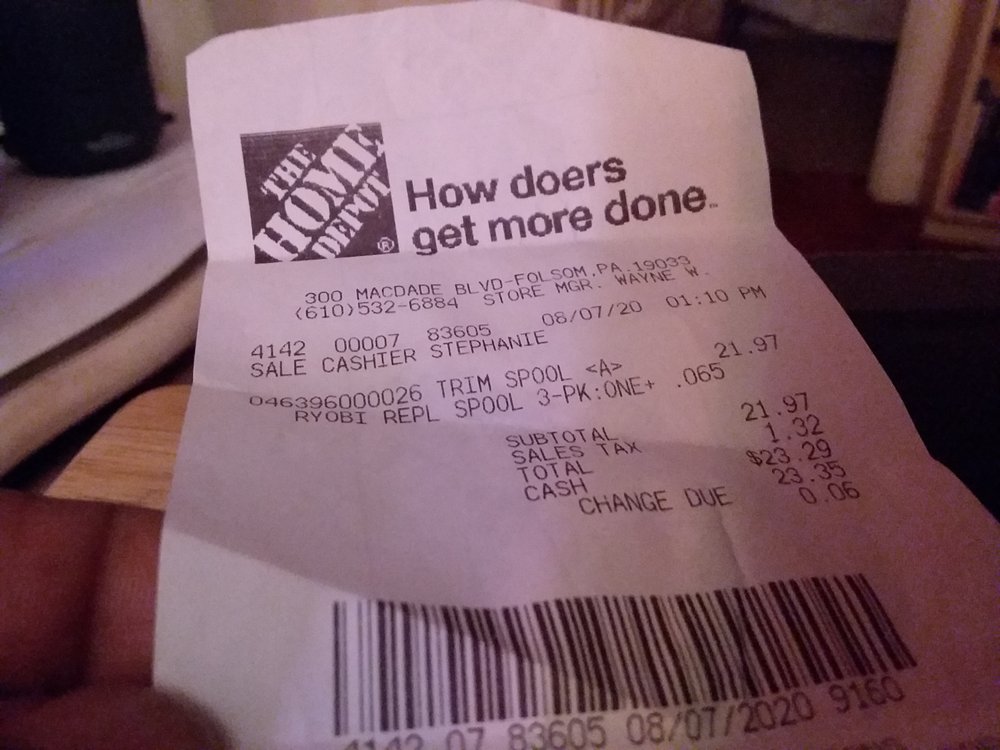 THE
HOME
DEPOT
®
How doers
get more done.™
300 MACDADE BLVD-FOLSOM,PA.19033
(610)532-6884 STORE MGR. WAYNE W.
4142 00007 83605 08/07/20 01:10 PM
SALE CASHIER STEPHANIE
046396000026 TRIM SPOOL <A> 21.97
RYOBI REPL SPOOL 3-PK:ONE+ .065
SUBTOTAL 21.97
SALES TAX 1.32
TOTAL $23.29
CASH 23.35
CHANGE DUE 0.06
4142 07 83605 08/07/2020 9160